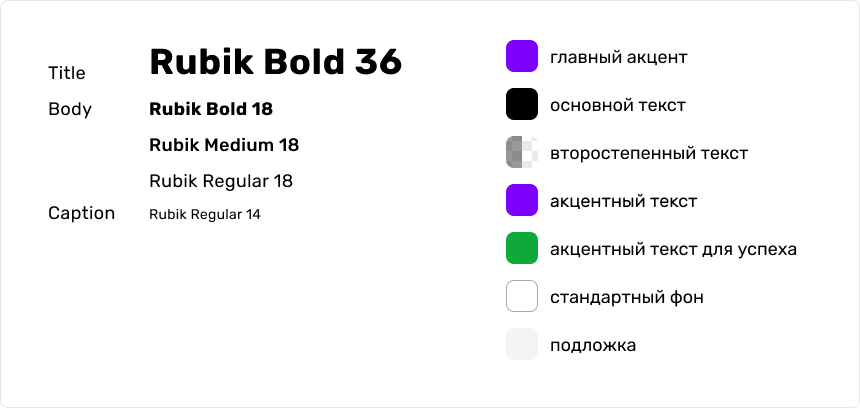 Title Rubik Bold 36
Body Rubik Bold 18
Rubik Medium 18
Rubik Regular 18
Caption Rubik Regular 14
главный акцент
основной текст
второстепенный текст
акцентный текст
акцентный текст для успеха
стандартный фон
подложка